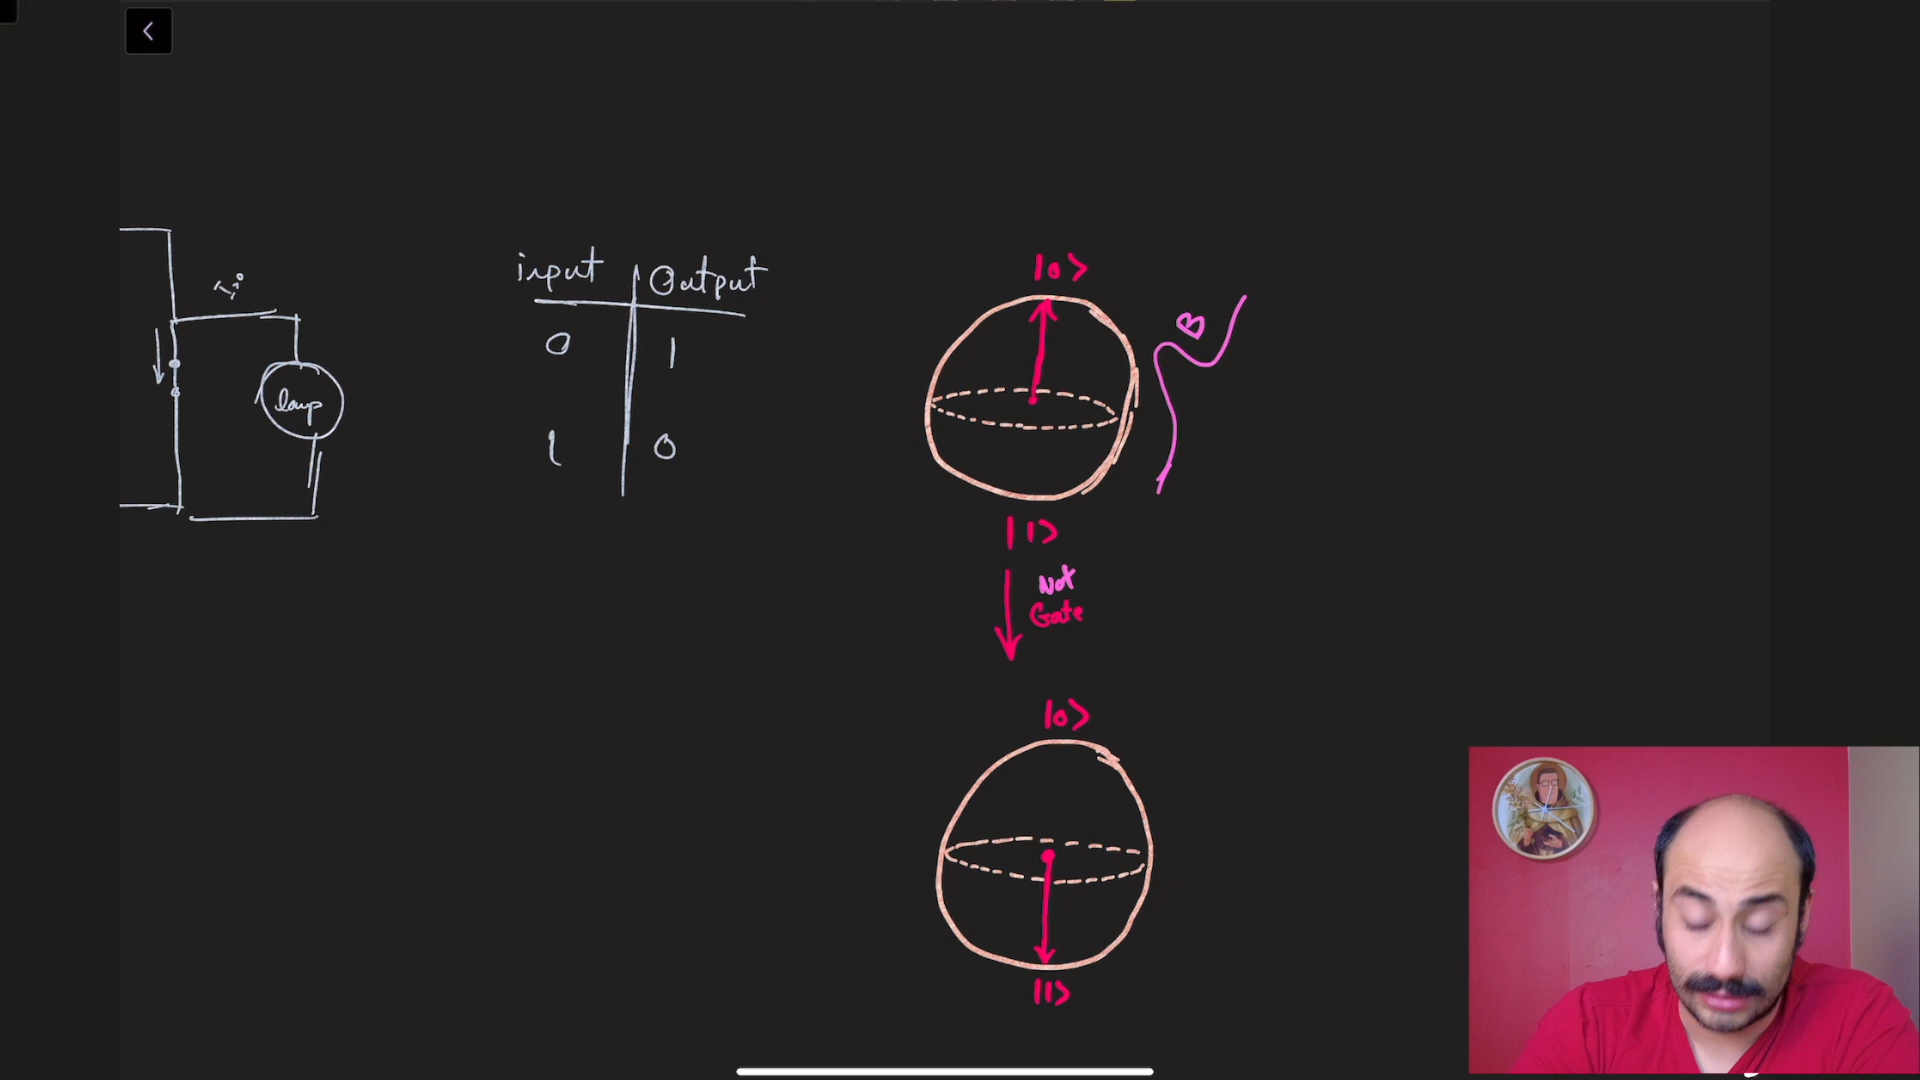 input Output
0 1
1 0
lamp
|0>
B
|1>
Not
Gate
|0>
|1>